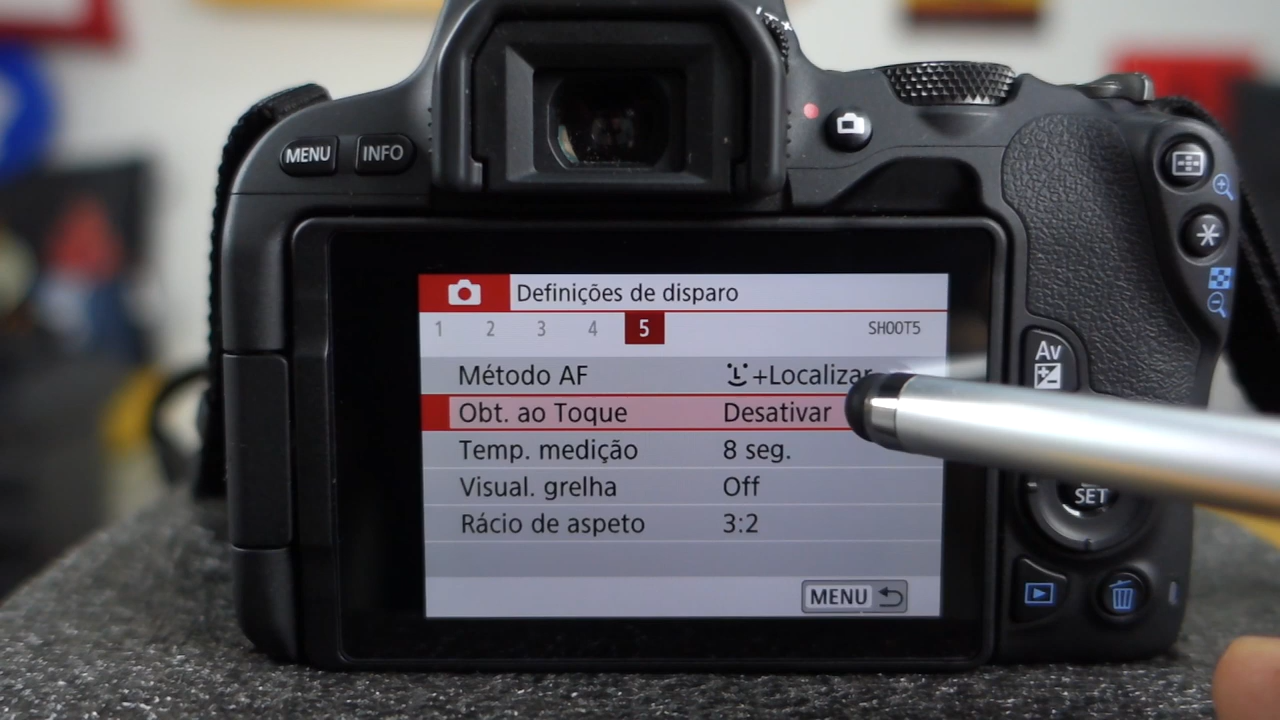 MENU INFO
Definições de disparo
1 2 3 4 5 SHOOT5
Método AF +Localizar
Obt. ao Toque Desativar
Temp. medição 8 seg.
Visual. grelha Off
Rácio de aspeto 3:2
MENU
Av
SET